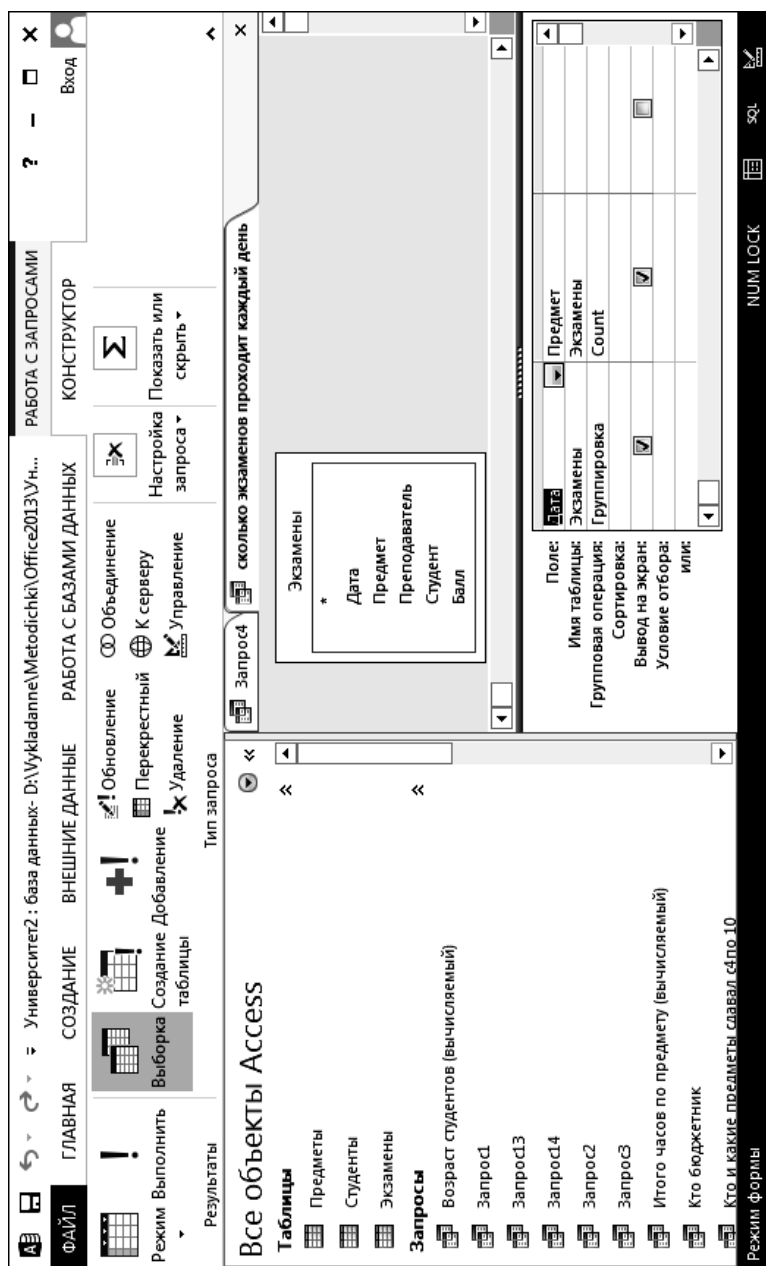 Университет2 : база данных- D:\Vykladanne\Metodichki\Office2013\Ун...
РАБОТА С ЗАПРОСАМИ
?
Вход
ФАЙЛ
ГЛАВНАЯ
СОЗДАНИЕ
ВНЕШНИЕ ДАННЫЕ
РАБОТА С БАЗАМИ ДАННЫХ
КОНСТРУКТОР
Режим
Выполнить
Результаты
Выборка
Создание
таблицы
Добавление
Обновление
Перекрестный
Удаление
Объединение
К серверу
Управление
Тип запроса
Настройка
запроса
Σ
Показать или
скрыть
Все объекты Access
Таблицы
Предметы
Студенты
Экзамены
Запросы
Возраст студентов (вычисляемый)
Запрос1
Запрос13
Запрос14
Запрос2
Запрос3
Итого часов по предмету (вычисляемый)
Кто бюджетник
Кто и какие предметы сдавал с4по 10
Запрос4
сколько экзаменов проходит каждый день
Экзамены
*
Дата
Предмет
Преподаватель
Студент
Балл
Поле: Дата Предмет
Имя таблицы: Экзамены Экзамены
Групповая операция: Группировка Count
Сортировка:
Вывод на экран:
Условие отбора:
или:
Режим формы
NUM LOCK
SQL